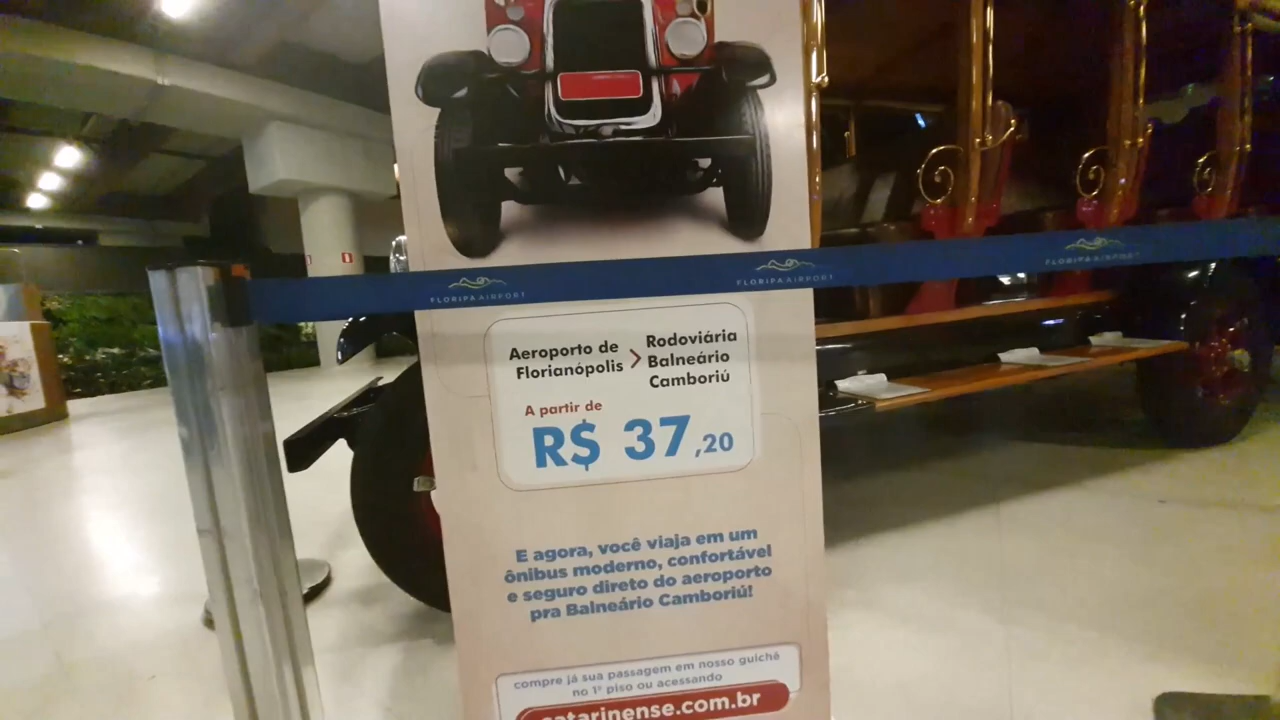 FLORIPA AIRPORT
FLORIPA AIRPORT
FLORIPA AIRPORT
Aeroporto de
Florianópolis
>
Rodoviária
Balneário
Camboriú
A partir de
R$ 37,20
E agora, você viaja em um
ônibus moderno, confortável
e seguro direto do aeroporto
pra Balneário Camboriú!
compre já sua passagem em nosso guichê
no 1º piso ou acessando
catarinense.com.br